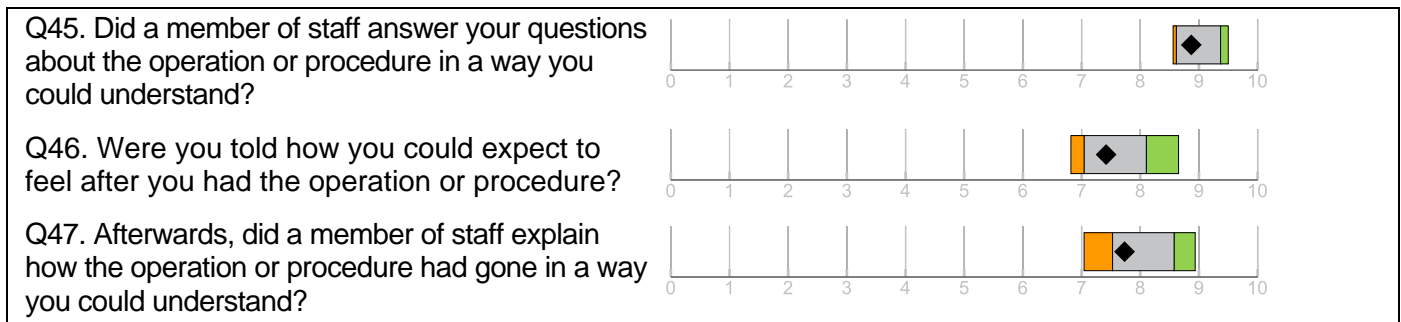 Q45. Did a member of staff answer your questions
about the operation or procedure in a way you
could understand?
0 1 2 3 4 5 6 7 8 9 10
Q46. Were you told how you could expect to
feel after you had the operation or procedure?
0 1 2 3 4 5 6 7 8 9 10
Q47. Afterwards, did a member of staff explain
how the operation or procedure had gone in a way
you could understand?
0 1 2 3 4 5 6 7 8 9 10